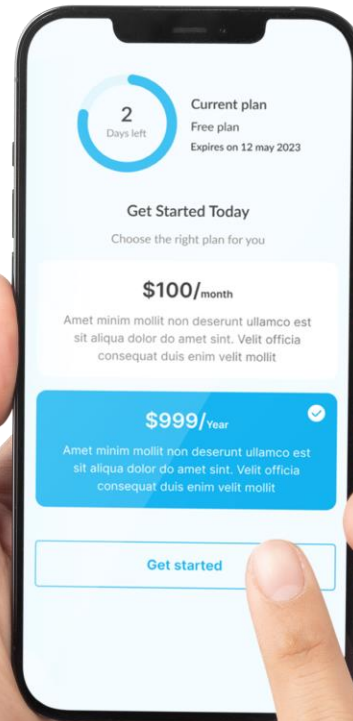 2
Days left
Current plan
Free plan
Expires on 12 may 2023
Get Started Today
Choose the right plan for you
$100/month
Amet minim mollit non deserunt ullamco est
sit aliqua dolor do amet sint. Velit officia
consequat duis enim velit mollit
$999/Year
Amet minim mollit non deserunt ullamco est
sit aliqua dolor do amet sint. Velit officia
consequat duis enim velit mollit
Get started